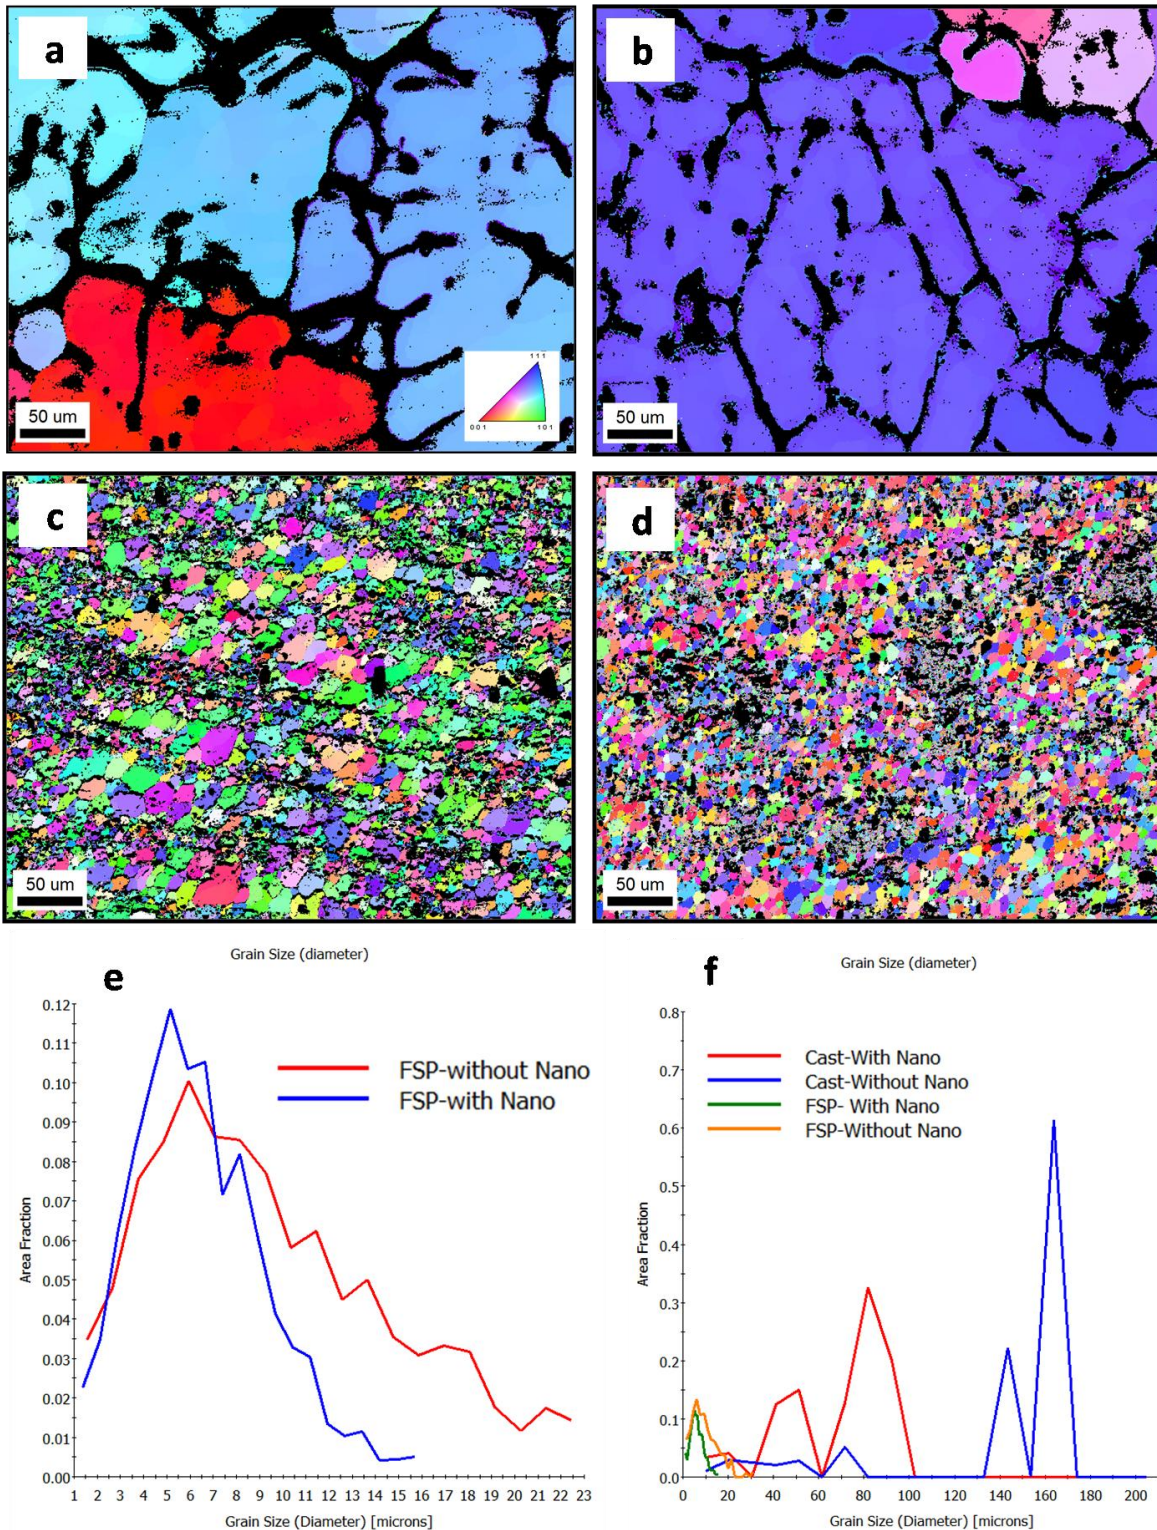 a
b
111
001
101
50 um
50 um
c
d
50 um
50 um
Grain Size (diameter)
e
0.12
0.11
0.10
0.09
0.08
0.07
0.06
0.05
0.04
0.03
0.02
0.01
0.00
Area Fraction
FSP-without Nano
FSP-with Nano
1 2 3 4 5 6 7 8 9 10 11 12 13 14 15 16 17 18 19 20 21 22 23
Grain Size (Diameter) [microns]
Grain Size (diameter)
f
0.8
0.7
0.6
0.5
0.4
0.3
0.2
0.1
0.0
Area Fraction
Cast-With Nano
Cast-Without Nano
FSP- With Nano
FSP-Without Nano
0 20 40 60 80 100 120 140 160 180 200
Grain Size (Diameter) [microns]